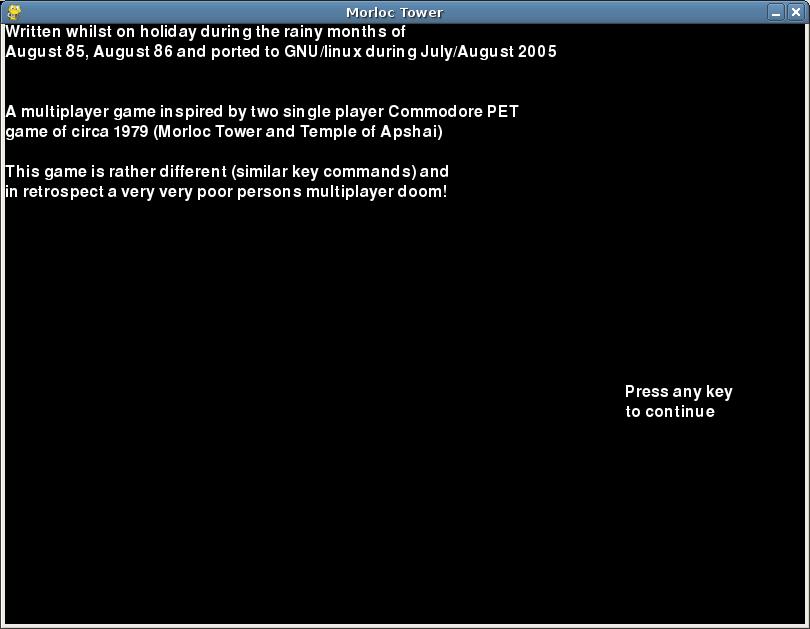 Morloc Tower
Written whilst on holiday during the rainy months of
August 85, August 86 and ported to GNU/linux during July/August 2005
A multiplayer game inspired by two single player Commodore PET
game of circa 1979 (Morloc Tower and Temple of Apshai)
This game is rather different (similar key commands) and
in retrospect a very very poor persons multiplayer doom!
Press any key
to continue